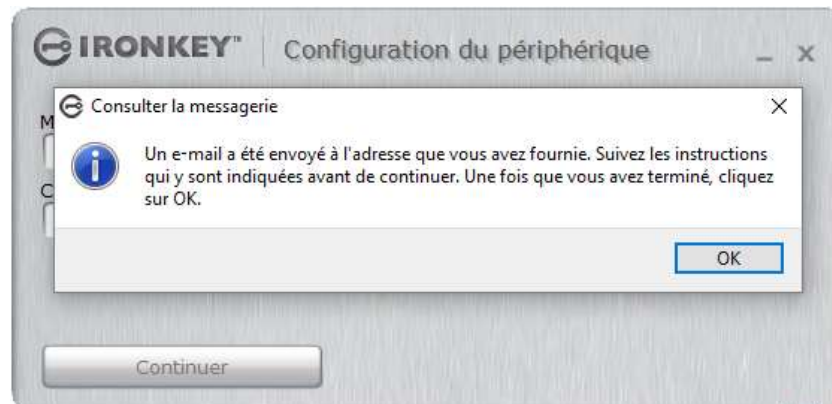 IRONKEY™ Configuration du périphérique
Consulter la messagerie
M
Un e-mail a été envoyé à l'adresse que vous avez fournie. Suivez les instructions
qui y sont indiquées avant de continuer. Une fois que vous avez terminé, cliquez
sur OK.
C
OK
Continuer